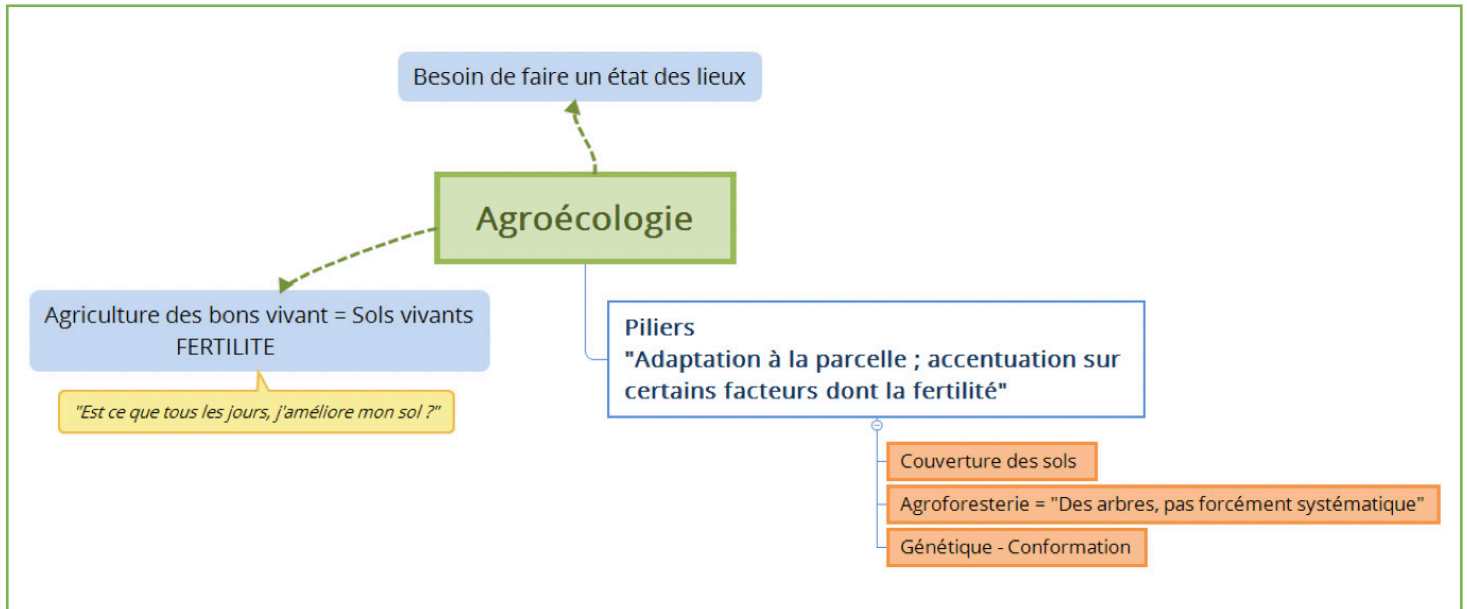 Besoin de faire un état des lieux
Agroécologie
Agriculture des bons vivant = Sols vivants
FERTILITE
"Est ce que tous les jours, j'améliore mon sol ?"
Piliers
"Adaptation à la parcelle ; accentuation sur
certains facteurs dont la fertilité"
Couverture des sols
Agroforesterie = "Des arbres, pas forcément systématique"
Génétique - Conformation